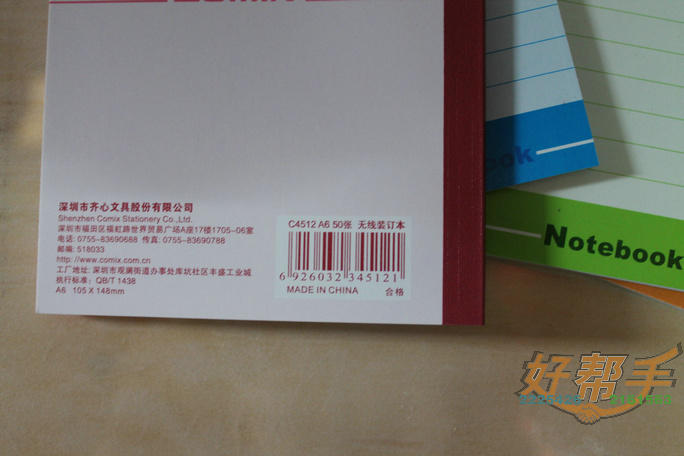 深圳市齐心文具股份有限公司
Shenzhen Comix Stationery Co.,Ltd.
深圳市福田区福虹路世界贸易广场A座17楼1705-06室
电话: 0755-83690688 传真: 0755-83690788
邮编: 518033
http://www.comix.com.cn
工厂地址: 深圳市观澜街道办事处库坑社区丰盛工业城
执行标准: QB/T 1438
A6 105 X 148mm
C4512 A6 50张 无线装订本
6 926032 345121
MADE IN CHINA 合格
Notebook
好帮手